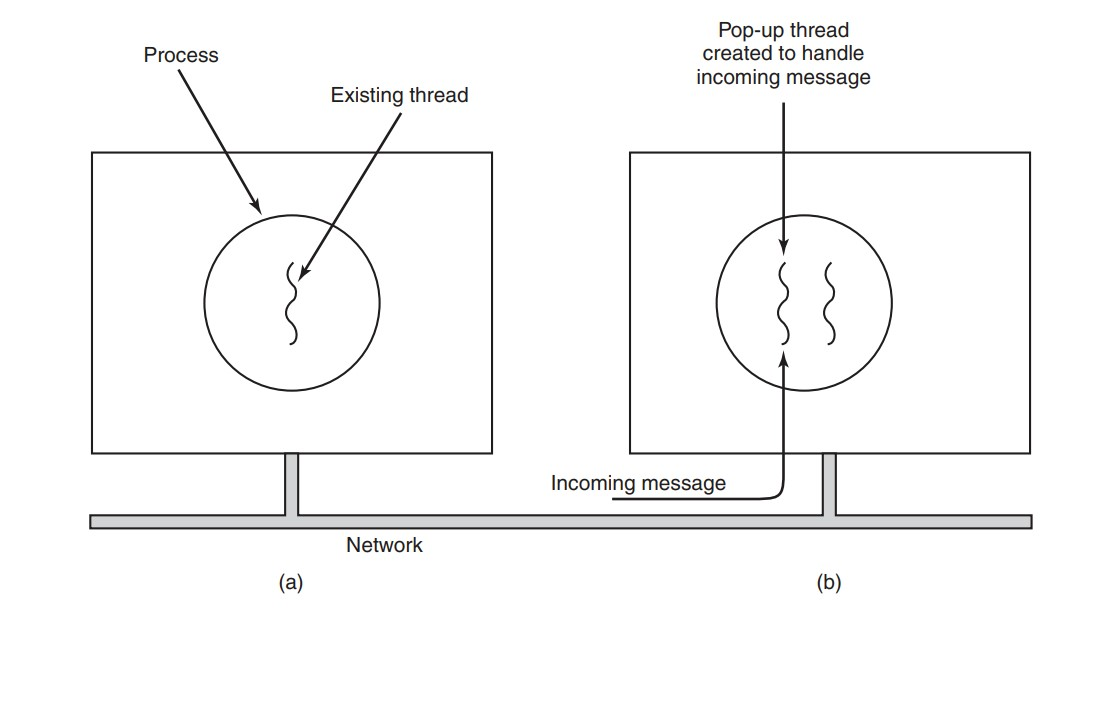 Process
Existing thread
Pop-up thread
created to handle
incoming message
Incoming message
Network
(a)
(b)